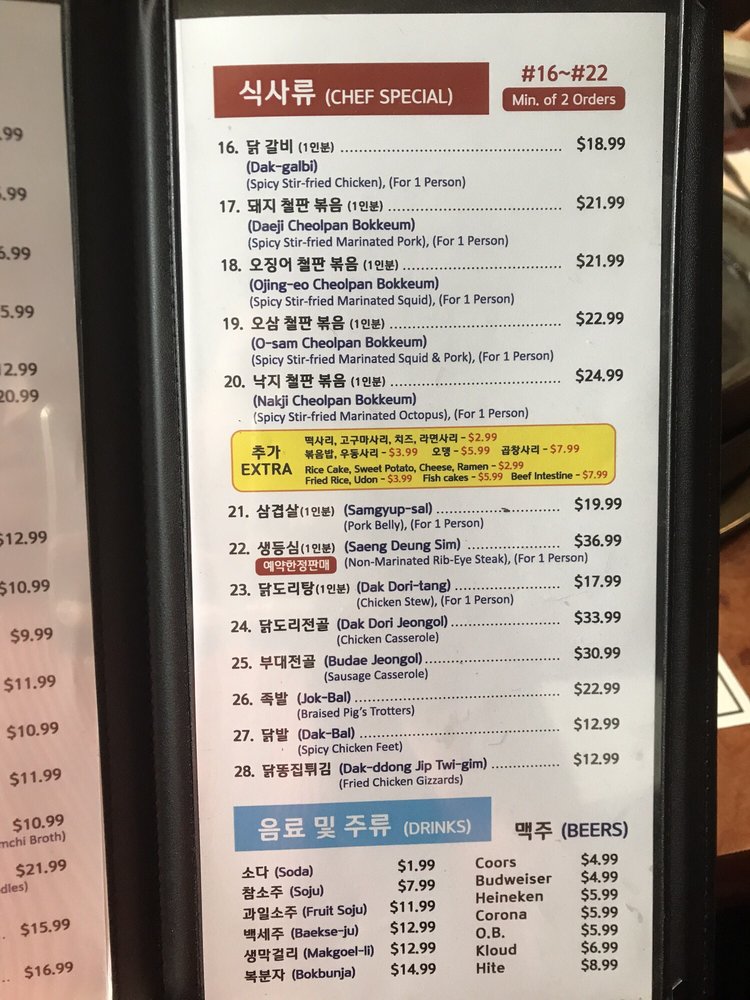 .99
5.99
6.99
5.99
12.99
20.99
$12.99
$10.99
$9.99
$11.99
$10.99
$11.99
$10.99
mchi Broth)
$21.99
dles)
$15.99
$16.99
식사류 (CHEF SPECIAL)
#16~#22
Min. of 2 Orders
16. 닭 갈비 (1인분) $18.99
(Dak-galbi)
(Spicy Stir-fried Chicken), (For 1 Person)
17. 돼지 철판 볶음 (1인분) $21.99
(Daeji Cheolpan Bokkeum)
(Spicy Stir-fried Marinated Pork), (For 1 Person)
18. 오징어 철판 볶음 (1인분) $21.99
(Ojing-eo Cheolpan Bokkeum)
(Spicy Stir-fried Marinated Squid), (For 1 Person)
19. 오삼 철판 볶음 (1인분) $22.99
(O-sam Cheolpan Bokkeum)
(Spicy Stir-fried Marinated Squid & Pork), (For 1 Person)
20. 낙지 철판 볶음 (1인분) $24.99
(Nakji Cheolpan Bokkeum)
(Spicy Stir-fried Marinated Octopus), (For 1 Person)
추가
EXTRA
떡사리, 고구마사리, 치즈, 라면사리 - $2.99
볶음밥, 우동사리 - $3.99 오뎅 - $5.99 곱창사리 - $7.99
Rice Cake, Sweet Potato, Cheese, Ramen - $2.99
Fried Rice, Udon - $3.99 Fish cakes - $5.99 Beef Intestine - $7.99
21. 삼겹살(1인분) (Samgyup-sal) $19.99
(Pork Belly), (For 1 Person)
22. 생등심(1인분) (Saeng Deung Sim) $36.99
예약한정판매 (Non-Marinated Rib-Eye Steak), (For 1 Person)
23. 닭도리탕(1인분) (Dak Dori-tang) $17.99
(Chicken Stew), (For 1 Person)
24. 닭도리전골 (Dak Dori Jeongol) $33.99
(Chicken Casserole)
25. 부대전골 (Budae Jeongol) $30.99
(Sausage Casserole)
26. 족발 (Jok-Bal) $22.99
(Braised Pig's Trotters)
27. 닭발 (Dak-Bal) $12.99
(Spicy Chicken Feet)
28. 닭똥집튀김 (Dak-ddong Jip Twi-gim) $12.99
(Fried Chicken Gizzards)
음료 및 주류 (DRINKS)
소다 (Soda) $1.99
참소주 (Soju) $7.99
과일소주 (Fruit Soju) $11.99
백세주 (Baekse-ju) $12.99
생막걸리 (Makgoel-li) $12.99
복분자 (Bokbunja) $14.99
맥주 (BEERS)
Coors $4.99
Budweiser $4.99
Heineken $5.99
Corona $5.99
O.B. $5.99
Kloud $6.99
Hite $8.99